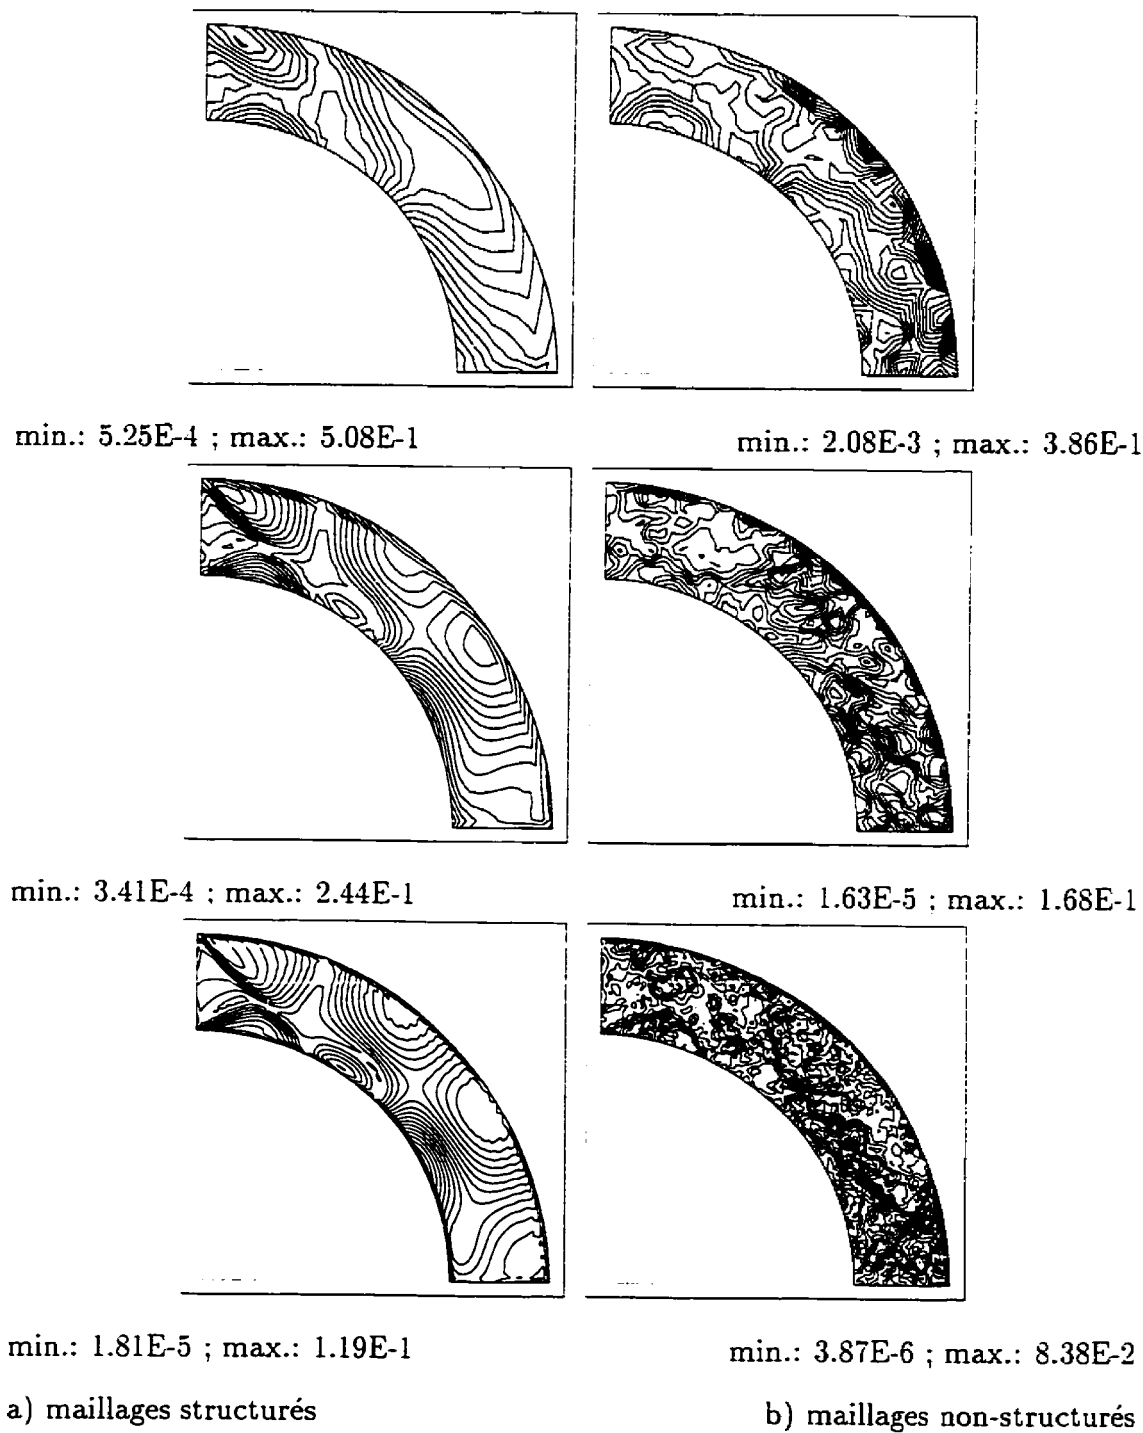 min.: 5.25E-4 ; max.: 5.08E-1
min.: 2.08E-3 ; max.: 3.86E-1
min.: 3.41E-4 ; max.: 2.44E-1
min.: 1.63E-5 ; max.: 1.68E-1
min.: 1.81E-5 ; max.: 1.19E-1
min.: 3.87E-6 ; max.: 8.38E-2
a) maillages structurés
b) maillages non-structurés